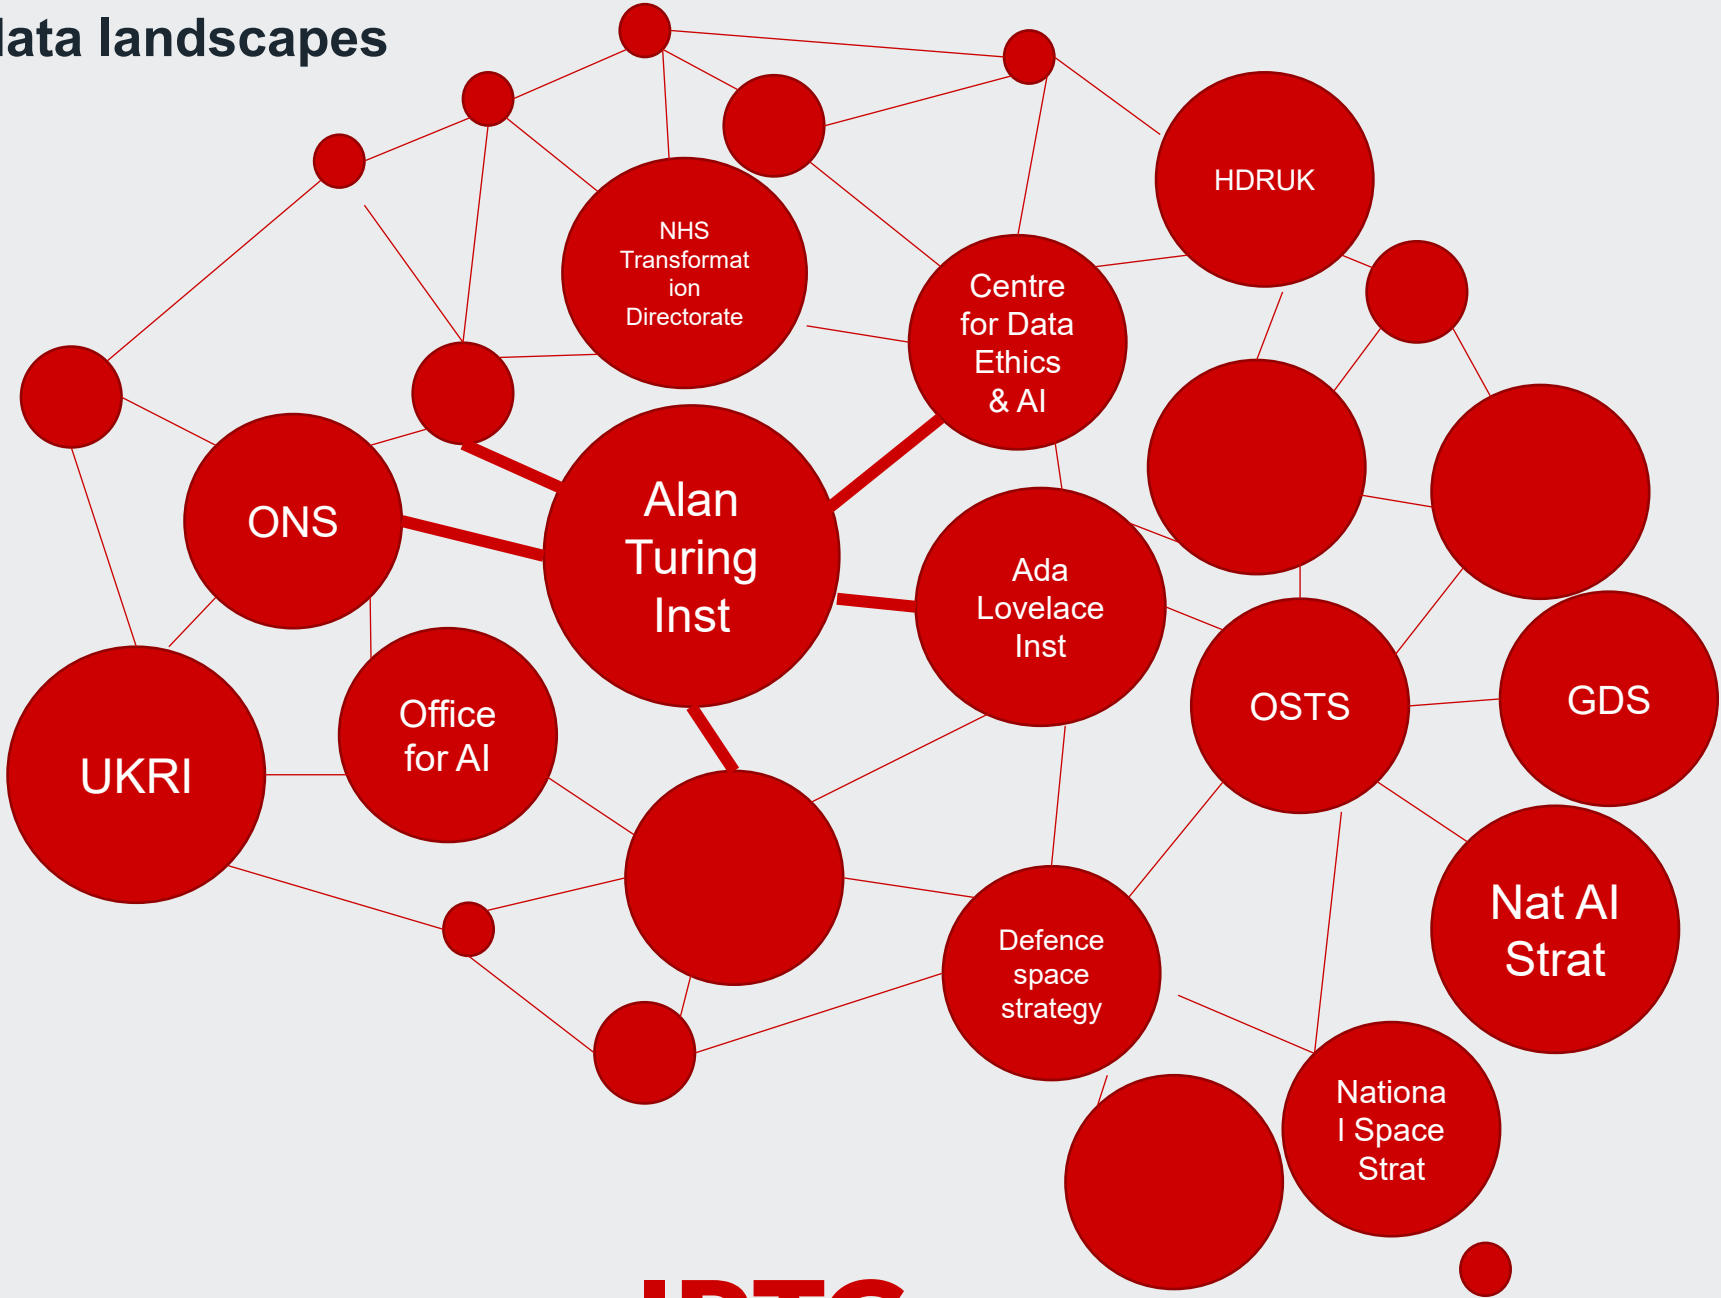 data landscapes
HDRUK
NHS
Transformat
ion
Directorate
Centre
for Data
Ethics
& AI
Alan
Turing
Inst
ONS
Ada
Lovelace
Inst
OSTS
GDS
Office
for AI
UKRI
Nat AI
Strat
Defence
space
strategy
Nationa
l Space
Strat